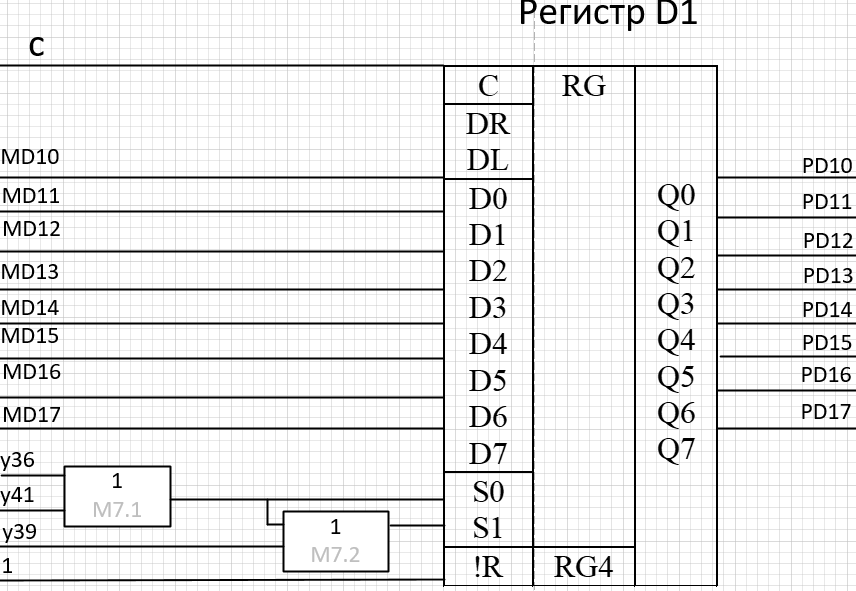 Регистр D1
C
C
RG
DR
DL
MD10
PD10
MD11
D0
Q0
PD11
MD12
D1
Q1
PD12
MD13
D2
Q2
PD13
MD14
D3
Q3
PD14
MD15
D4
Q4
PD15
MD16
D5
Q5
PD16
MD17
D6
Q6
PD17
D7
Q7
y36
1
M7.1
y41
S0
y39
1
M7.2
S1
1
!R
RG4